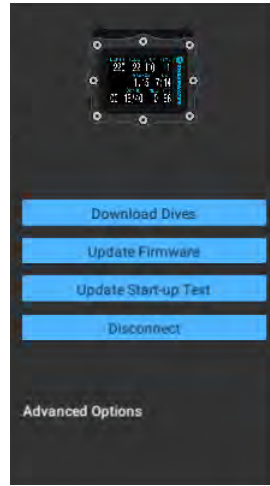 Download Dives
Update Firmware
Update Start-up Text
Disconnect
Advanced Options